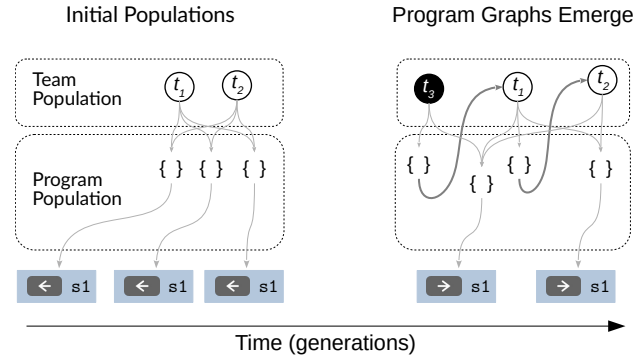 Initial Populations
Program Graphs Emerge
Team
Population
t1
t2
t3
t1
t2
Program
Population
{ }
{ }
{ }
{ }
{ }
{ }
{ }
← s1
← s1
← s1
→ s1
→ s1
Time (generations)